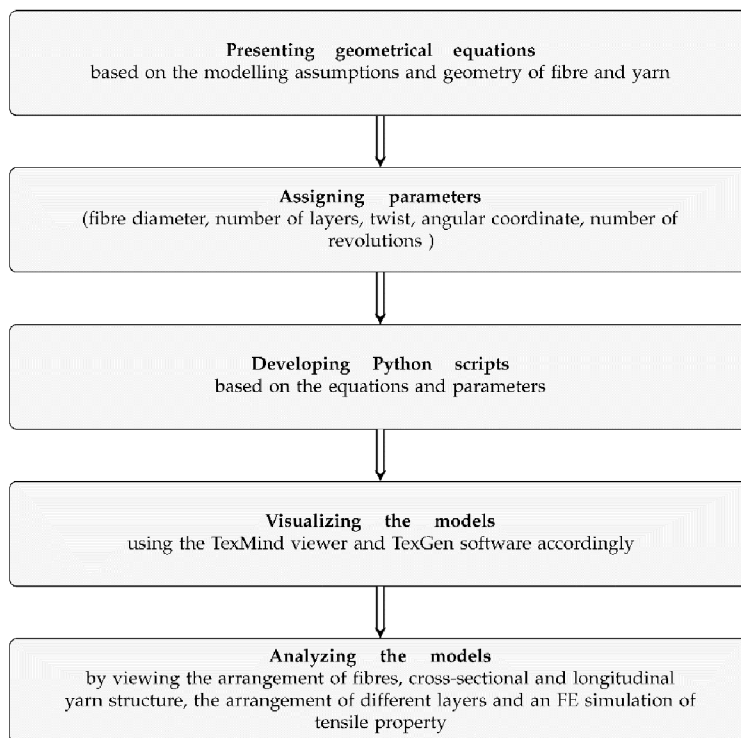 Presenting geometrical equations
based on the modelling assumptions and geometry of fibre and yarn
Assigning parameters
(fibre diameter, number of layers, twist, angular coordinate, number of
revolutions )
Developing Python scripts
based on the equations and parameters
Visualizing the models
using the TexMind viewer and TexGen software accordingly
Analyzing the models
by viewing the arrangement of fibres, cross-sectional and longitudinal
yarn structure, the arrangement of different layers and an FE simulation of
tensile property